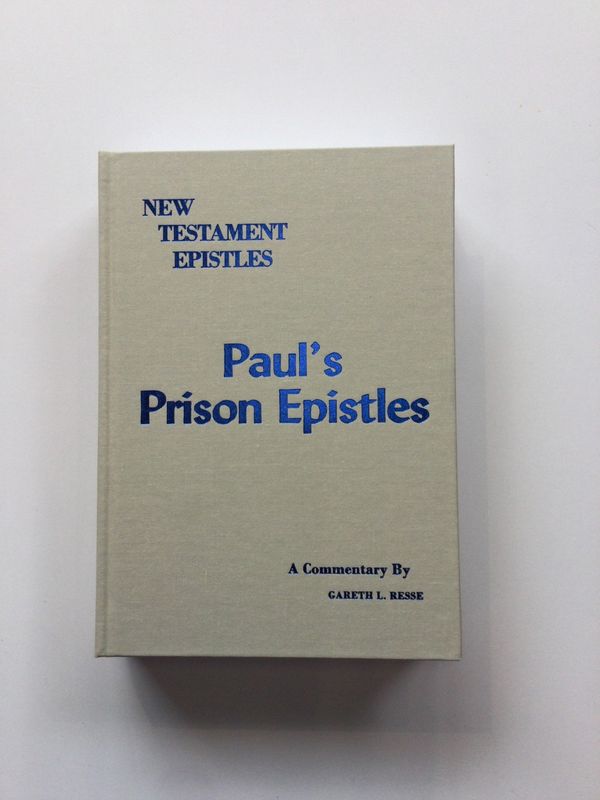 NEW
TESTAMENT
EPISTLES
Paul's
Prison Epistles
A Commentary By
GARETH L. RESSE